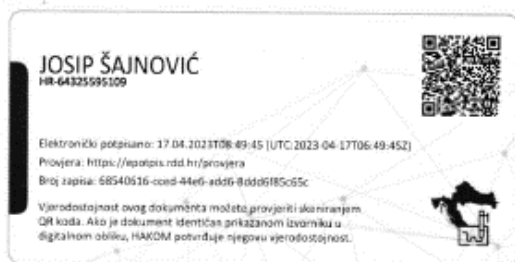 JOSIP ŠAJNOVIĆ
HR-64325595109
Elektronički potpisano: 17.04.2023T08:49:45 (UTC:2023-04-17T06:49:45Z)
Provjera: https://epotpis.rdd.hr/provjera
Broj zapisa: 68540616-cced-44e6-add6-8ddd6f85c65c
Vjerodostojnost ovog dokumenta možete provjeriti skeniranjem
QR koda. Ako je dokument identičan prikazanom izvorniku u
digitalnom obliku, HAKOM potvrđuje njegovu vjerodostojnost.